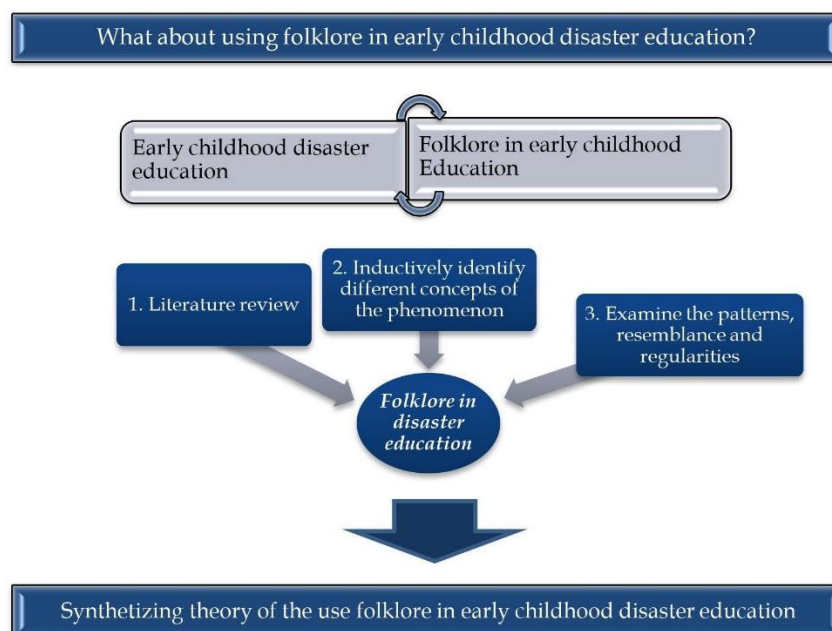 What about using folklore in early childhood disaster education?
Early childhood disaster
education
Folklore in early childhood
Education
1. Literature review
2. Inductively identify
different concepts of
the phenomenon
3. Examine the patterns,
resemblance and
regularities
Folklore in
disaster
education
Synthetizing theory of the use folklore in early childhood disaster education